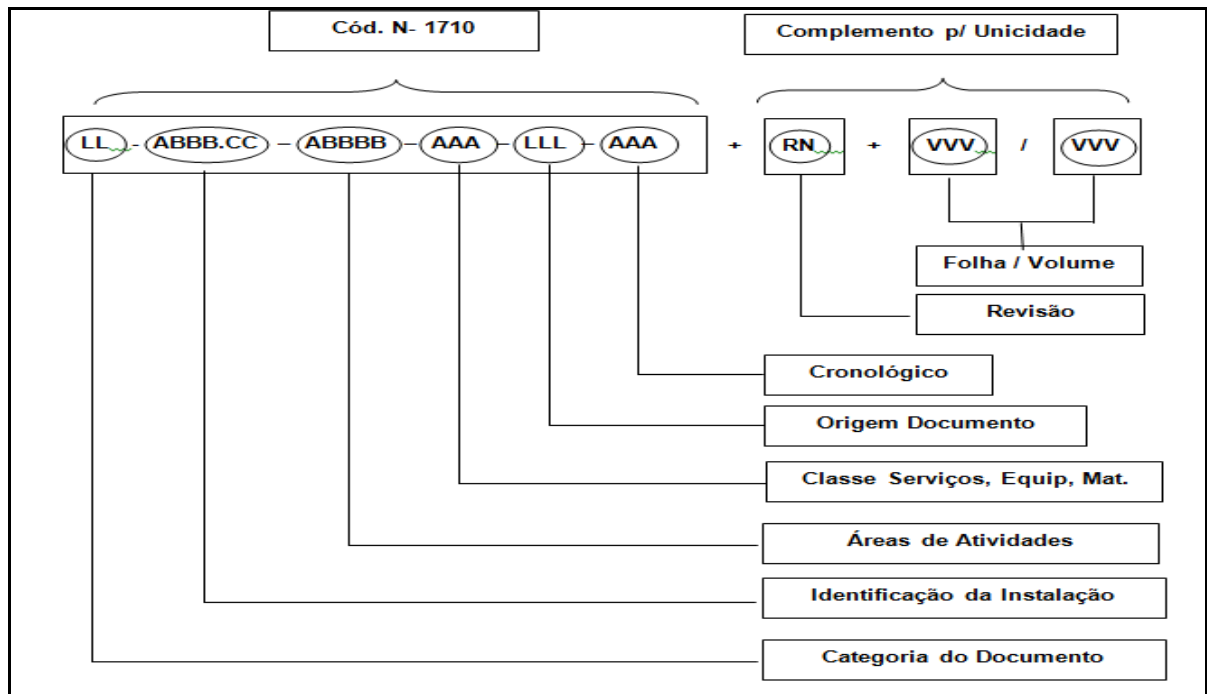 Cód. N- 1710
Complemento p/ Unicidade
LL - ABBB.CC – ABBBB – AAA – LLL – AAA + RN + VVV / VVV
Folha / Volume
Revisão
Cronológico
Origem Documento
Classe Serviços, Equip, Mat.
Áreas de Atividades
Identificação da Instalação
Categoria do Documento